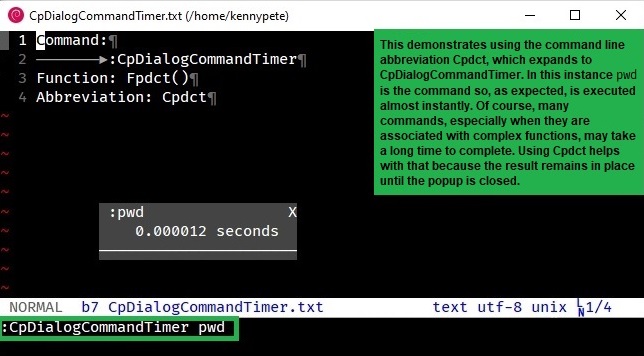 CpDialogCommandTimer.txt (/home/kennypete)
1 Command:¶
2 ———————▸:CpDialogCommandTimer¶
3 Function: Fpdct()¶
4 Abbreviation: Cpdct¶
~
~
~
~
~
~
~
~
~
This demonstrates using the command line
abbreviation Cpdct, which expands to
CpDialogCommandTimer. In this instance pwd
is the command so, as expected, is executed
almost instantly. Of course, many
commands, especially when they are
associated with complex functions, may take
a long time to complete. Using Cpdct helps
with that because the result remains in place
until the popup is closed.
:pwd X
0.000012 seconds
NORMAL b7 CpDialogCommandTimer.txt text utf-8 unix LN1/4
:CpDialogCommandTimer pwd